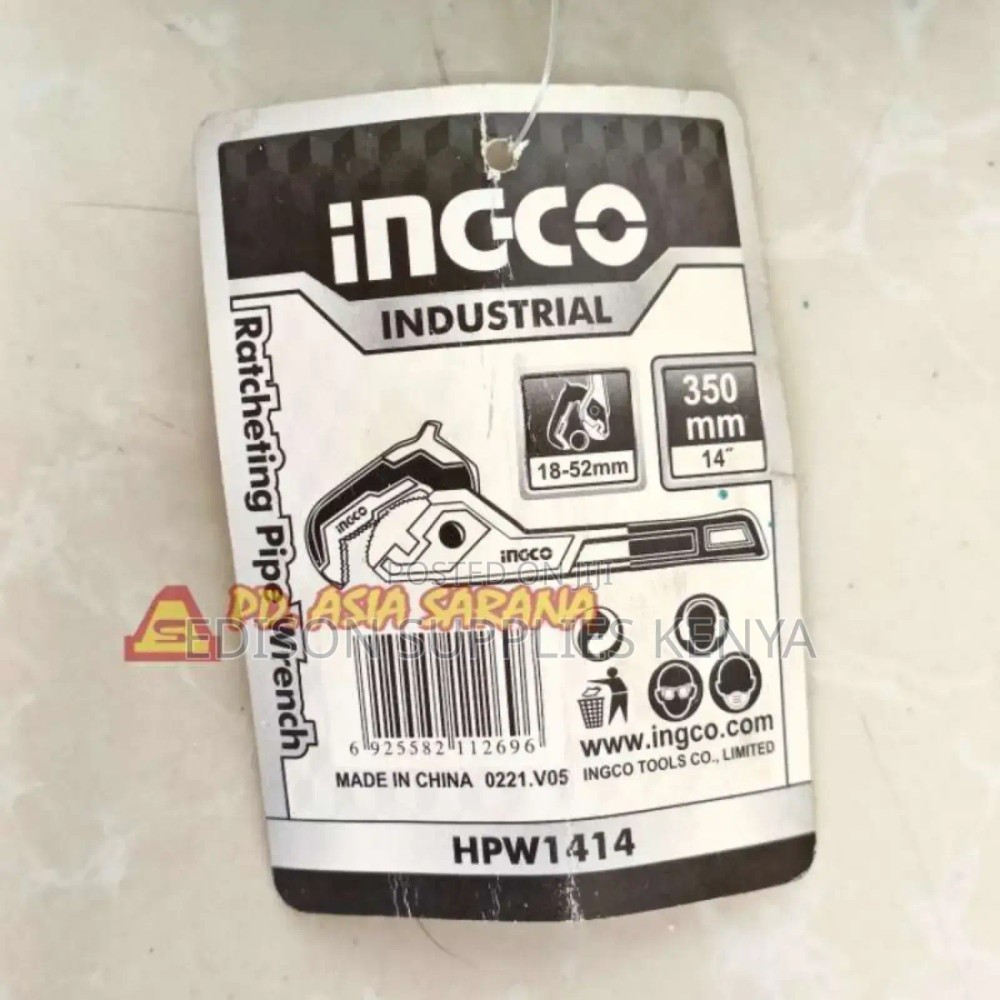 INGCO
INDUSTRIAL
Ratcheting Pipe Wrench
18-52mm
350
mm
14"
INGCO
INGCO
POSTED ON JIJI
PD. ASIA SARANA
EDISON SUPPLIES KENYA
6 925582 112696
www.ingco.com
MADE IN CHINA 0221.V05
INGCO TOOLS CO., LIMITED
HPW1414